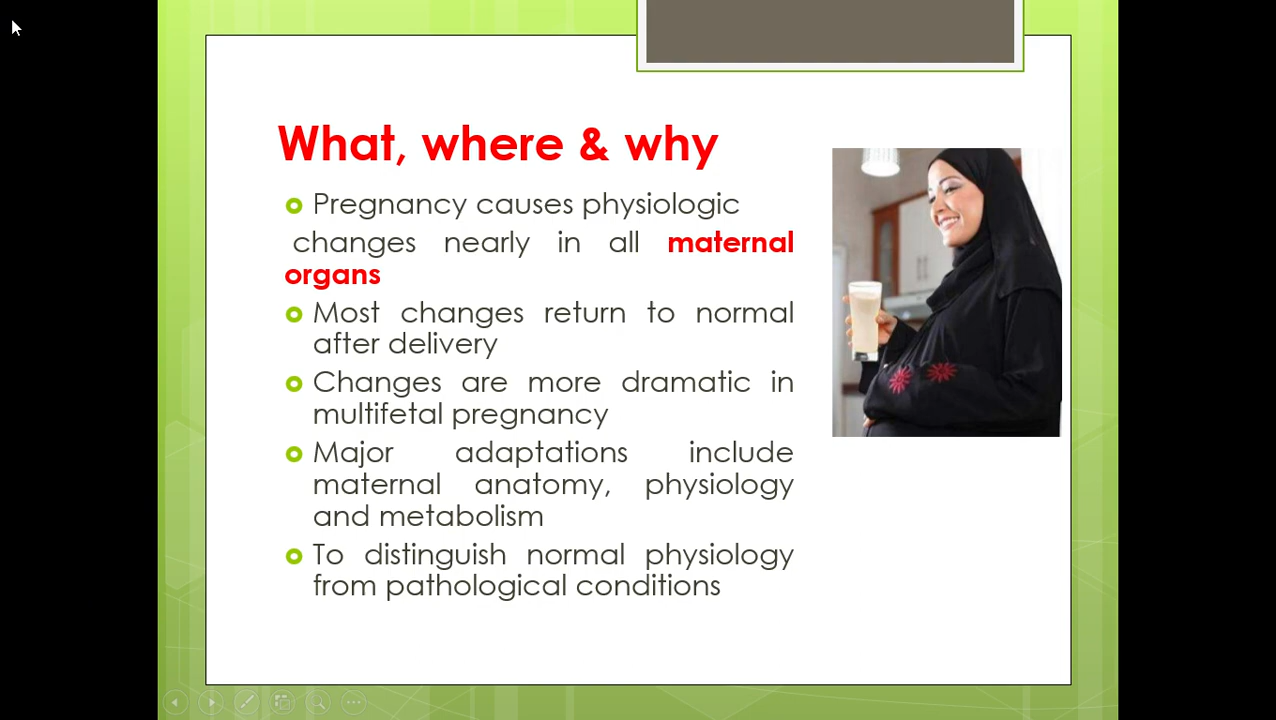 What, where & why
Pregnancy causes physiologic
changes nearly in all maternal
organs
Most changes return to normal
after delivery
Changes are more dramatic in
multifetal pregnancy
Major adaptations include
maternal anatomy, physiology
and metabolism
To distinguish normal physiology
from pathological conditions